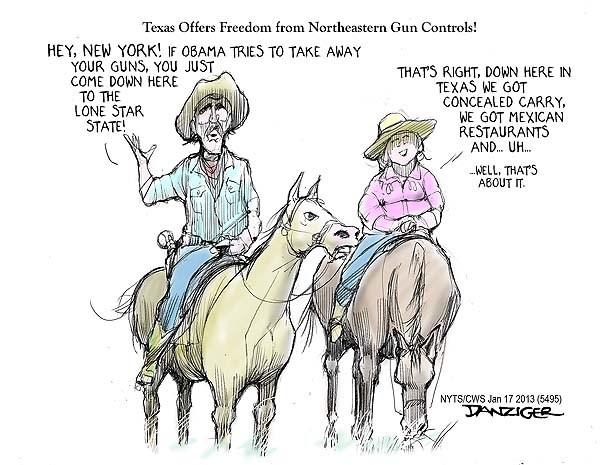 Texas Offers Freedom from Northeastern Gun Controls!
HEY, NEW YORK! IF OBAMA TRIES TO TAKE AWAY
YOUR GUNS, YOU JUST
COME DOWN HERE
TO THE
LONE STAR
STATE!
THAT'S RIGHT, DOWN HERE IN
TEXAS WE GOT
CONCEALED CARRY,
WE GOT MEXICAN
RESTAURANTS
AND... UH...
...WELL, THAT'S
ABOUT IT.
NYTS/CWS Jan 17 2013 (5495)
DANZIGER